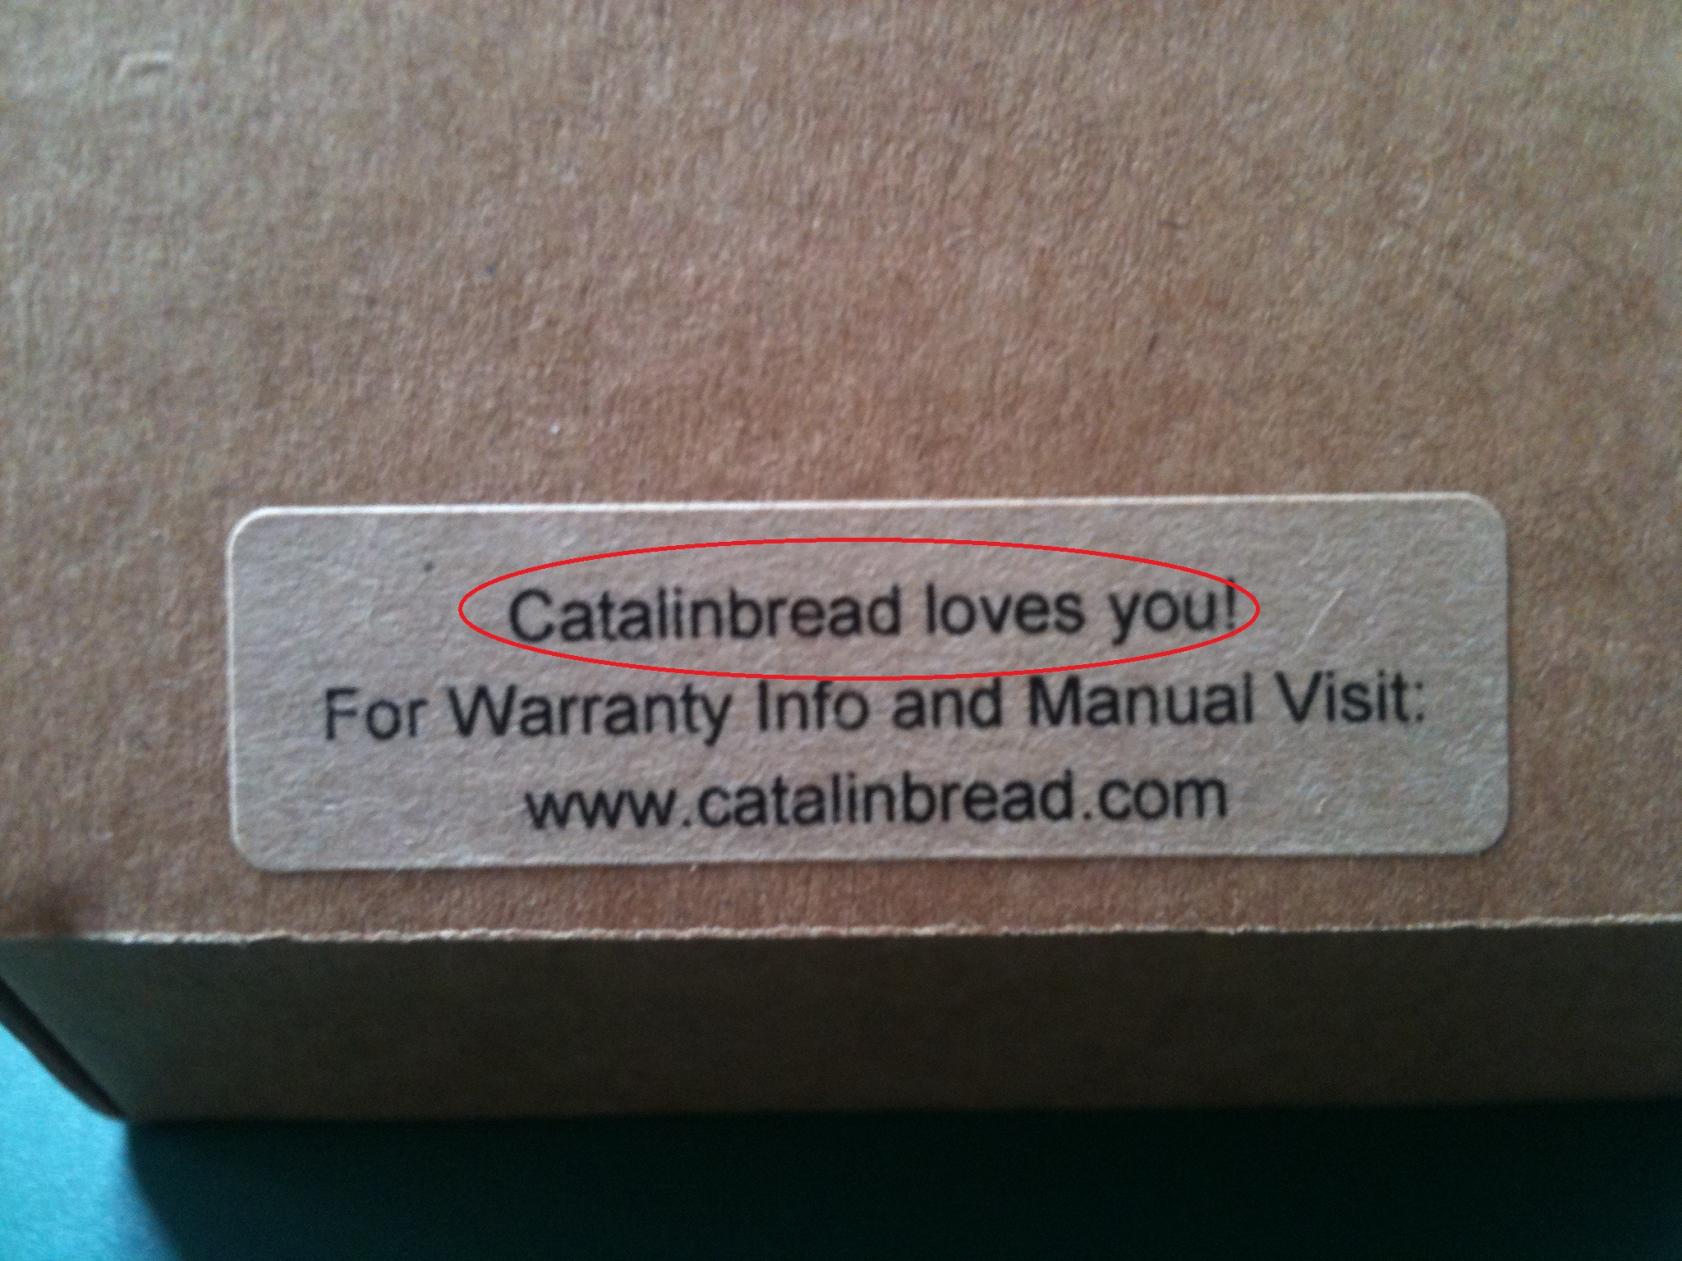 Catalinbread loves you!
For Warranty Info and Manual Visit:
www.catalinbread.com